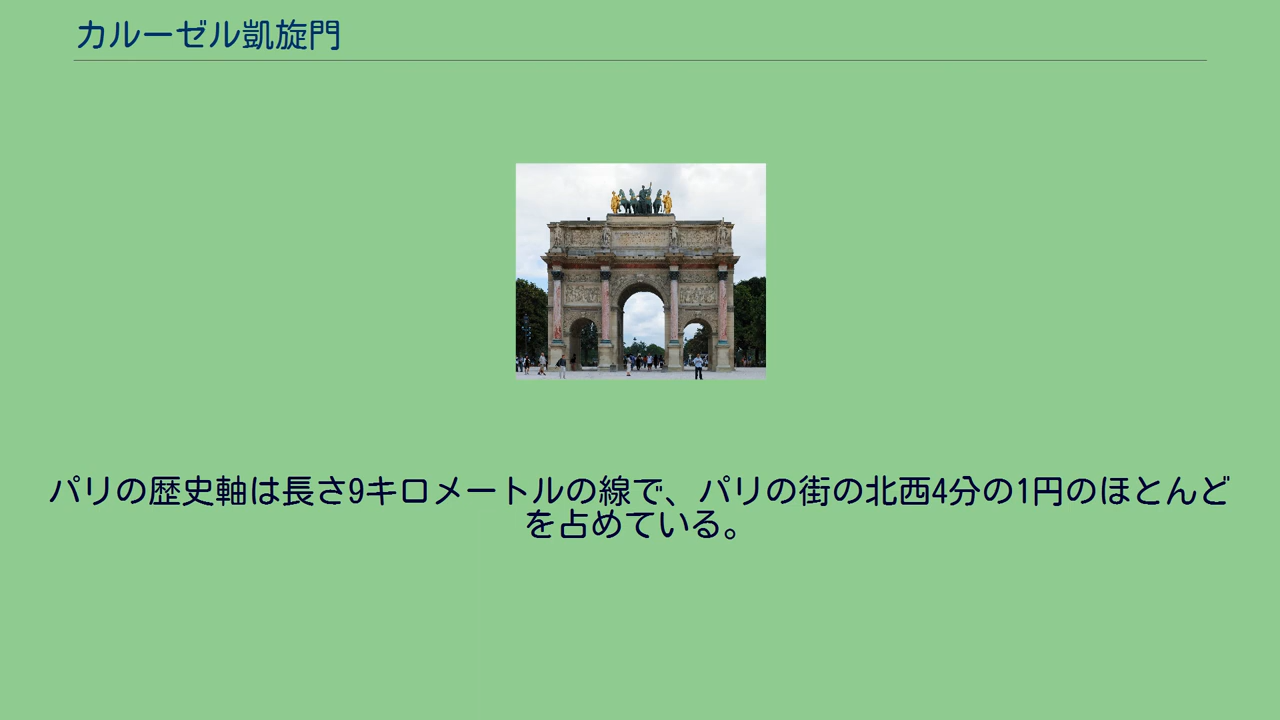 カルーゼル凱旋門
パリの歴史軸は長さ9キロメートルの線で、パリの街の北西4分の1円のほとんど
を占めている。